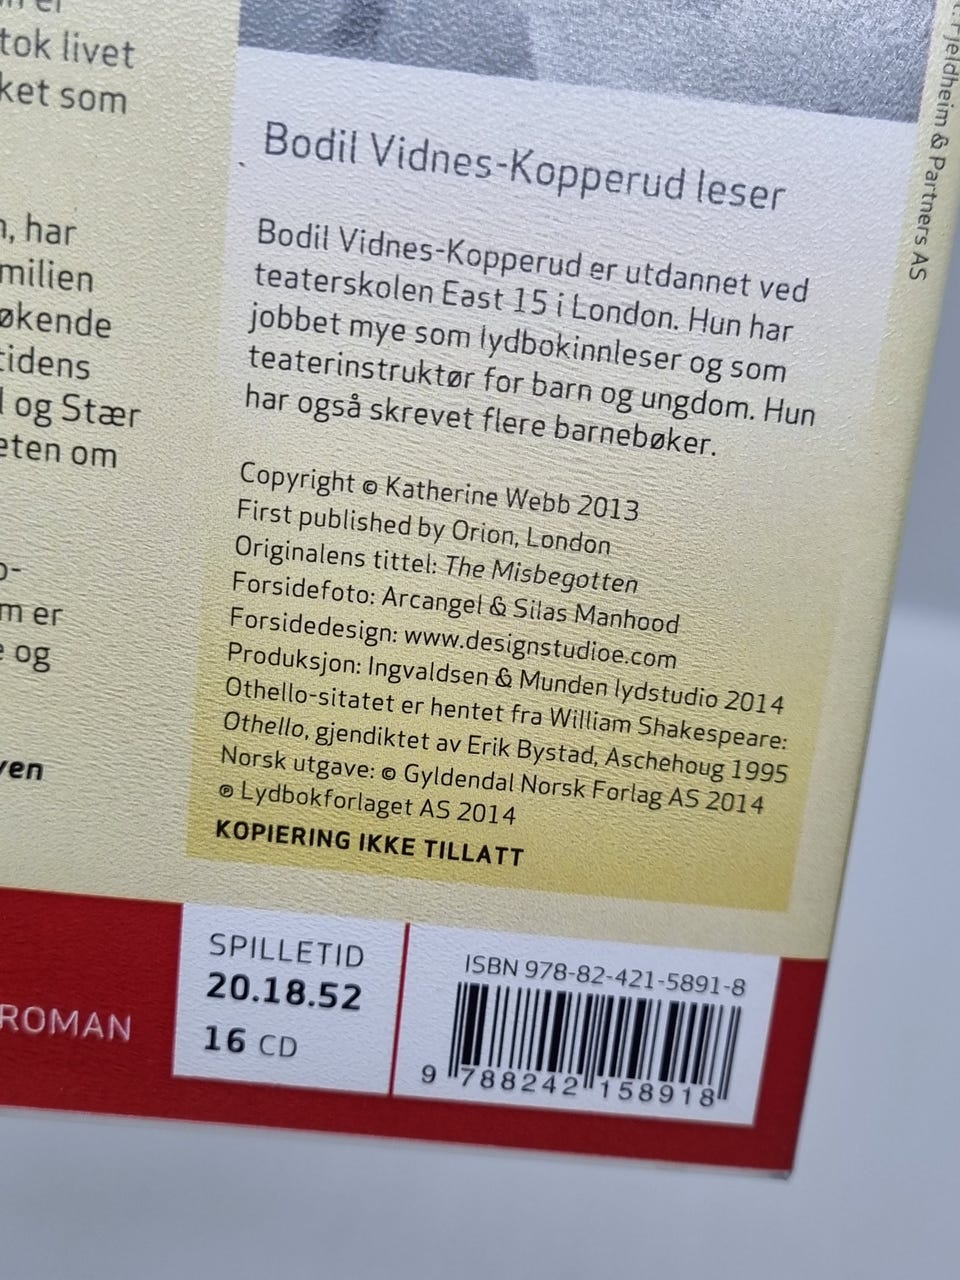 tok livet
ket som
har
milien
økende
tidens
og Stær
om
er
og
Bodil Vidnes-Kopperud leser
Bodil Vidnes-Kopperud er utdannet ved
teaterskolen East 15 i London. Hun har
jobbet mye som lydbokinnleser og som
teaterinstruktør for barn og ungdom. Hun
har også skrevet flere barnebøker.
Copyright © Katherine Webb 2013
First published by Orion, London
Originalens tittel: The Misbegotten
Forsidefoto: Arcangel & Silas Manhood
Forsidedesign: www.designstudioe.com
Produksjon: Ingvaldsen & Munden lydstudio 2014
Othello-sitatet er hentet fra William Shakespeare:
Othello, gjendiktet av Erik Bystad, Aschehoug 1995
Norsk utgave: © Gyldendal Norsk Forlag AS 2014
℗ Lydbokforlaget AS 2014
KOPIERING IKKE TILLATT
Fjeldheim & Partners AS
ROMAN
SPILLETID
20.18.52
16 CD
ISBN 978-82-421-5891-8
9 788242 158918